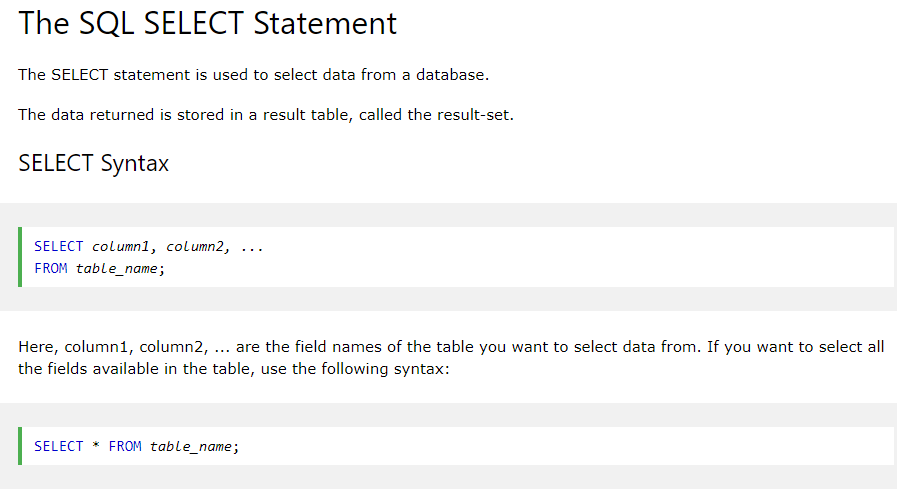 The SQL SELECT Statement
The SELECT statement is used to select data from a database.
The data returned is stored in a result table, called the result-set.
SELECT Syntax
SELECT column1, column2, ...
FROM table_name;
Here, column1, column2, ... are the field names of the table you want to select data from. If you want to select all
the fields available in the table, use the following syntax:
SELECT * FROM table_name;